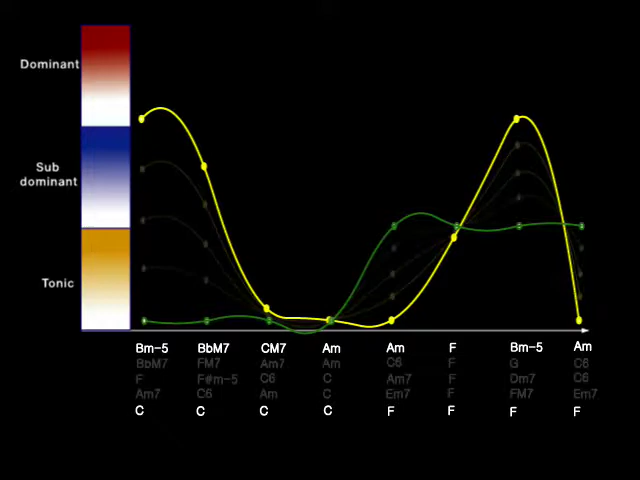 Dominant
Sub
dominant
Tonic
Bm-5 BbM7 CM7 Am Am F Bm-5 Am
BbM7 FM7 Am7 Am C6 F G C6
F F#m-5 C6 C Am7 F Dm7 C6
Am7 C6 Am C Em7 F FM7 Em7
C C C C F F F F